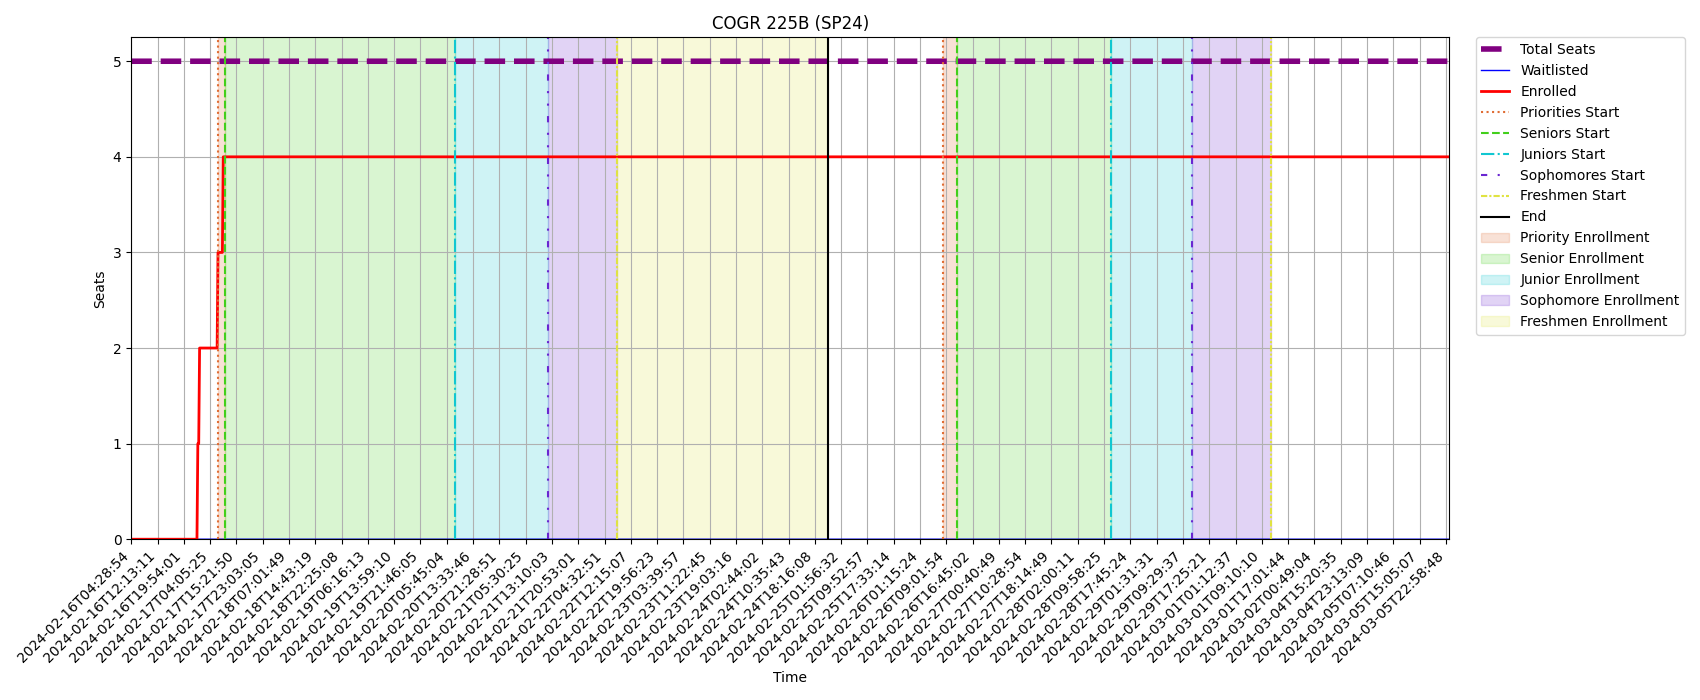 COGR 225B (SP24)
Seats
5
4
3
2
1
0
2024-02-16T04:28:54
2024-02-16T12:13:11
2024-02-16T19:54:01
2024-02-17T04:05:25
2024-02-17T15:21:50
2024-02-17T23:03:05
2024-02-18T07:01:49
2024-02-18T14:43:19
2024-02-18T22:25:08
2024-02-19T06:16:13
2024-02-19T13:59:10
2024-02-19T21:46:05
2024-02-20T05:45:04
2024-02-20T13:33:46
2024-02-20T21:28:51
2024-02-21T05:30:25
2024-02-21T13:10:03
2024-02-21T20:53:01
2024-02-22T04:32:51
2024-02-22T12:15:07
2024-02-22T19:56:23
2024-02-23T03:39:57
2024-02-23T11:22:45
2024-02-23T19:03:16
2024-02-24T02:44:02
2024-02-24T10:35:43
2024-02-24T18:16:08
2024-02-25T01:56:32
2024-02-25T09:52:57
2024-02-25T17:33:14
2024-02-26T01:15:24
2024-02-26T09:01:54
2024-02-26T16:45:02
2024-02-27T00:40:49
2024-02-27T10:28:54
2024-02-27T18:14:49
2024-02-28T02:00:11
2024-02-28T09:58:25
2024-02-28T17:45:24
2024-02-29T01:31:31
2024-02-29T09:29:37
2024-02-29T17:25:21
2024-03-01T01:12:37
2024-03-01T09:10:10
2024-03-01T17:01:44
2024-03-02T00:49:04
2024-03-04T15:20:35
2024-03-04T23:13:09
2024-03-05T07:10:46
2024-03-05T15:05:07
2024-03-05T22:58:48
Time
Total Seats
Waitlisted
Enrolled
Priorities Start
Seniors Start
Juniors Start
Sophomores Start
Freshmen Start
End
Priority Enrollment
Senior Enrollment
Junior Enrollment
Sophomore Enrollment
Freshmen Enrollment